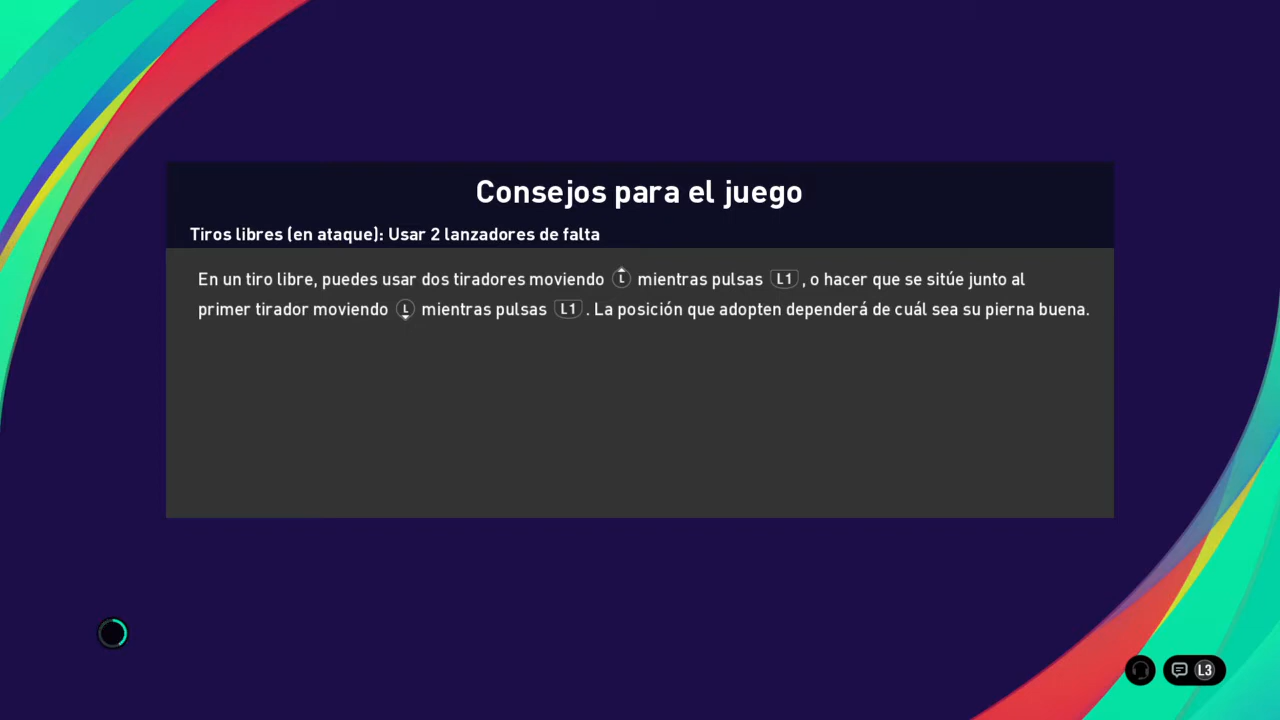 Consejos para el juego
Tiros libres (en ataque): Usar 2 lanzadores de falta
En un tiro libre, puedes usar dos tiradores moviendo L mientras pulsas L1, o hacer que se sitúe junto al
primer tirador moviendo L mientras pulsas L1. La posición que adopten dependerá de cuál sea su pierna buena.
L3